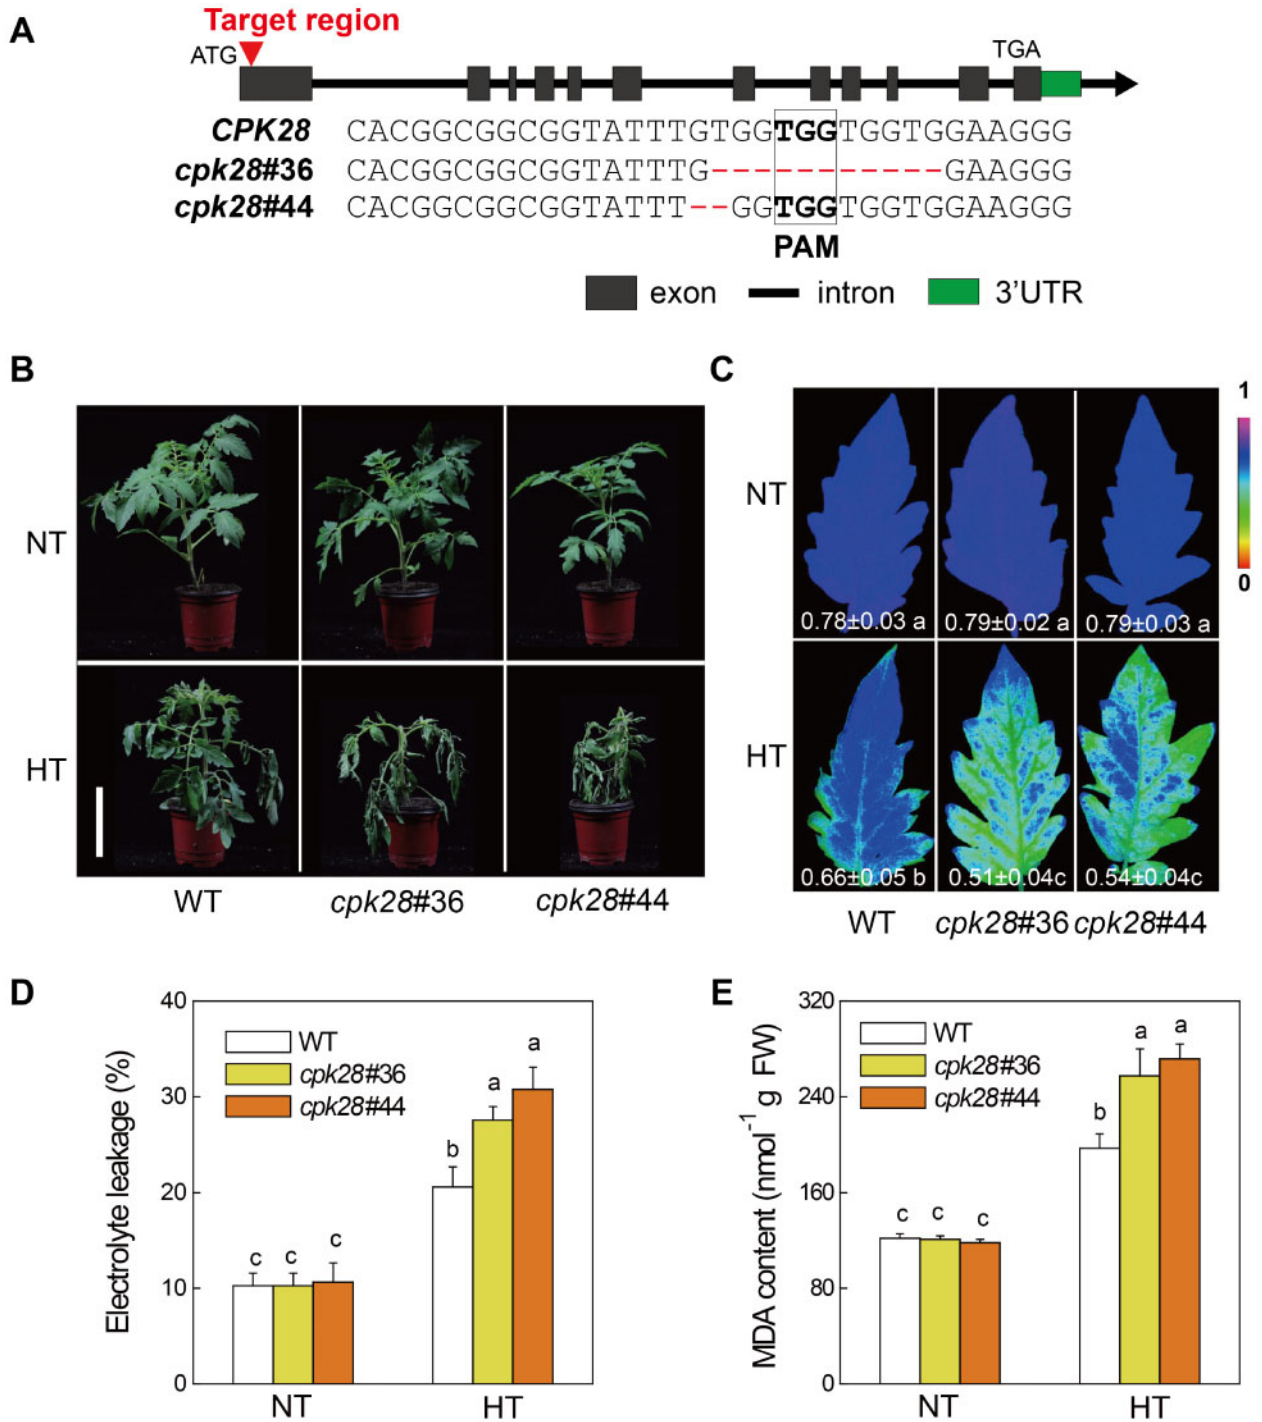 A
Target region
ATG
TGA
CPK28 CACGGCGGCGGTATTTGTGGTGGTGGTGGAAGGG
cpk28#36 CACGGCGGCGGTATTTG-----------GAAGGG
cpk28#44 CACGGCGGCGGTATTT--GGTGGTGGTGGAAGGG
PAM
exon
intron
3'UTR
B
NT
HT
WT
cpk28#36
cpk28#44
C
1
0
NT
0.78±0.03 a
0.79±0.02 a
0.79±0.03 a
HT
0.66±0.05 b
0.51±0.04c
0.54±0.04c
WT
cpk28#36
cpk28#44
D
Electrolyte leakage (%)
40
30
20
10
0
WT
cpk28#36
cpk28#44
c
c
c
b
a
a
NT
HT
E
MDA content (nmol⁻¹ g FW)
320
240
160
80
0
WT
cpk28#36
cpk28#44
c
c
c
b
a
a
NT
HT